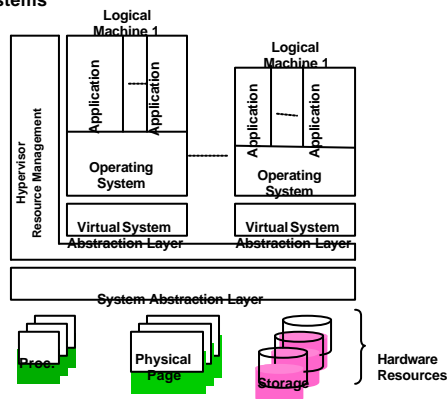 stems
Logical
Machine 1
Logical
Machine 1
Hypervisor
Resource Management
Application
Application
Application
Application
Operating
System
Operating
System
Virtual System
Abstraction Layer
Virtual System
Abstraction Layer
System Abstraction Layer
Proc.
Physical
Page
Storage
Hardware
Resources